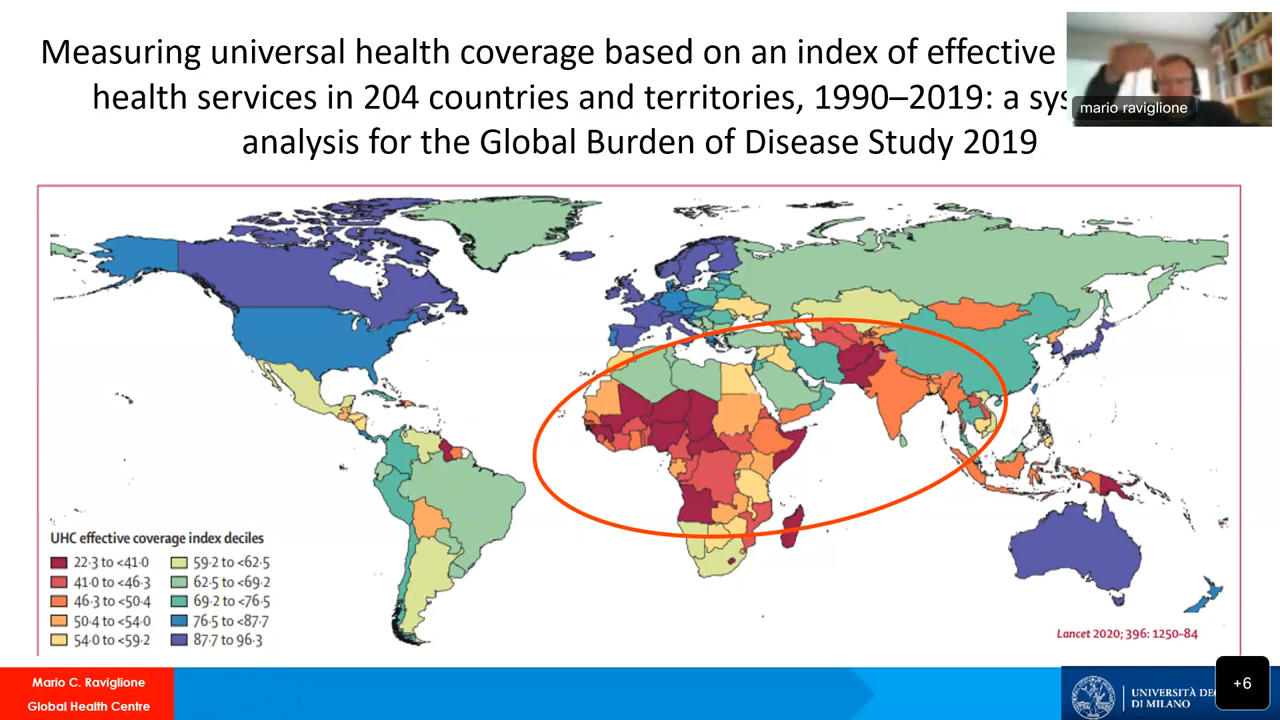 Measuring universal health coverage based on an index of effective
health services in 204 countries and territories, 1990–2019: a sys
analysis for the Global Burden of Disease Study 2019
mario raviglione
UHC effective coverage index deciles
22·3 to <41·0
41·0 to <46·3
46·3 to <50·4
50·4 to <54·0
54·0 to <59·2
59·2 to <62·5
62·5 to <69·2
69·2 to <76·5
76·5 to <87·7
87·7 to 96·3
Lancet 2020; 396: 1250–84
Mario C. Raviglione
Global Health Centre
UNIVERSITÀ DE
DI MILANO
+6